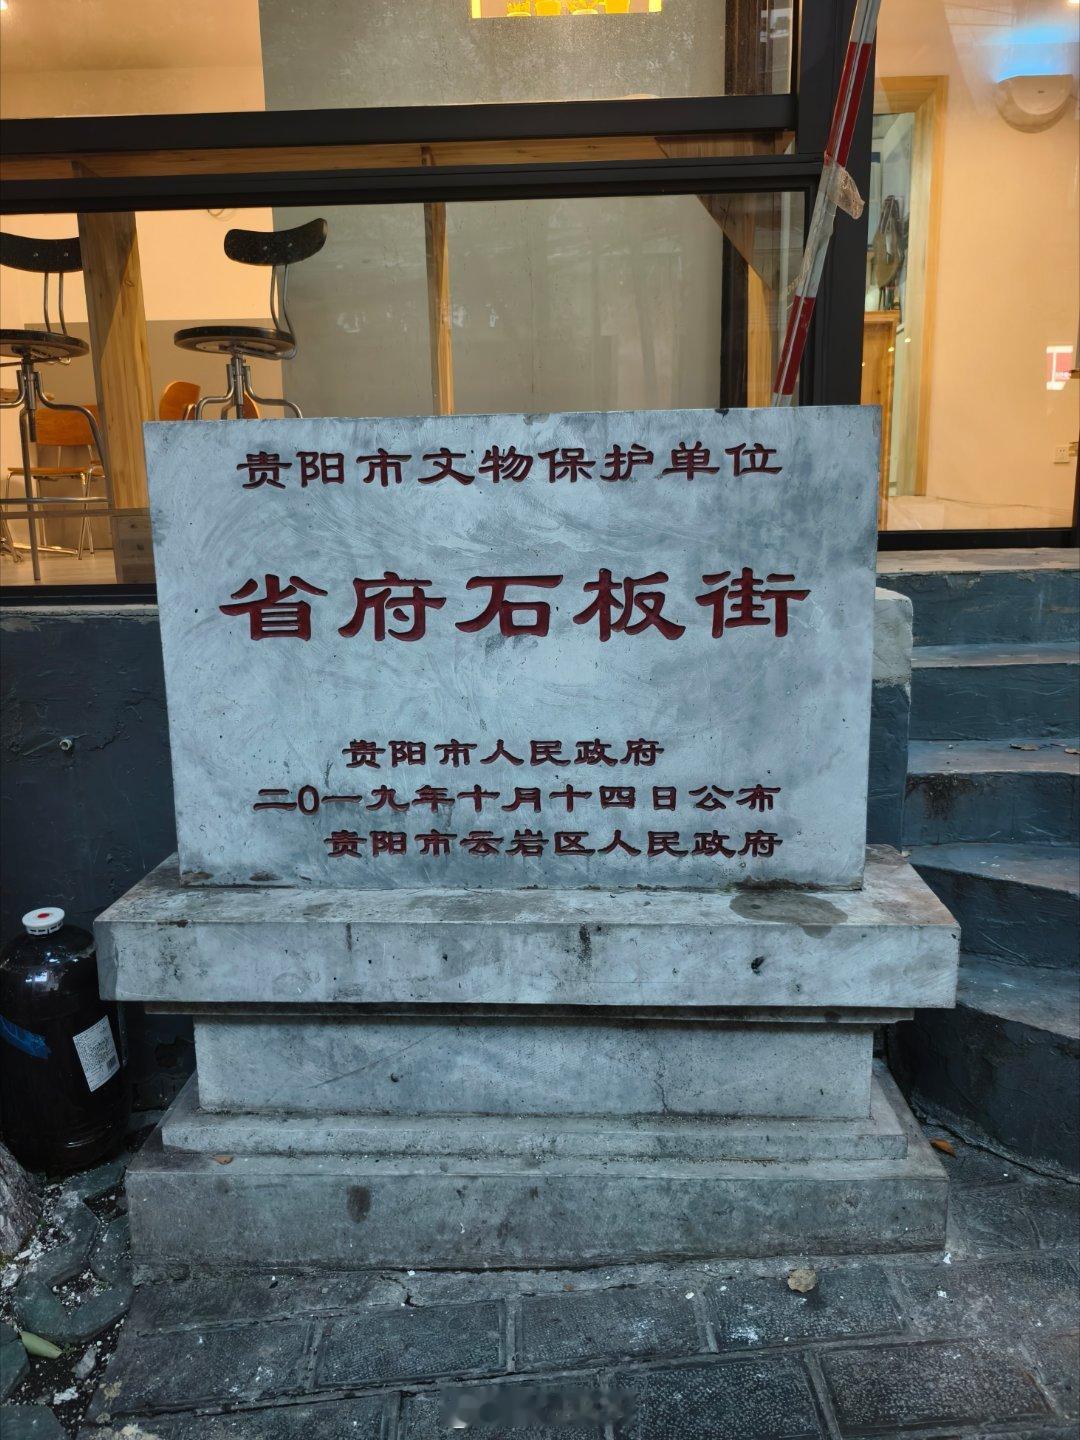 贵阳市文物保护单位
省府石板街
贵阳市人民政府
二0一九年十月十四日公布
贵阳市云岩区人民政府